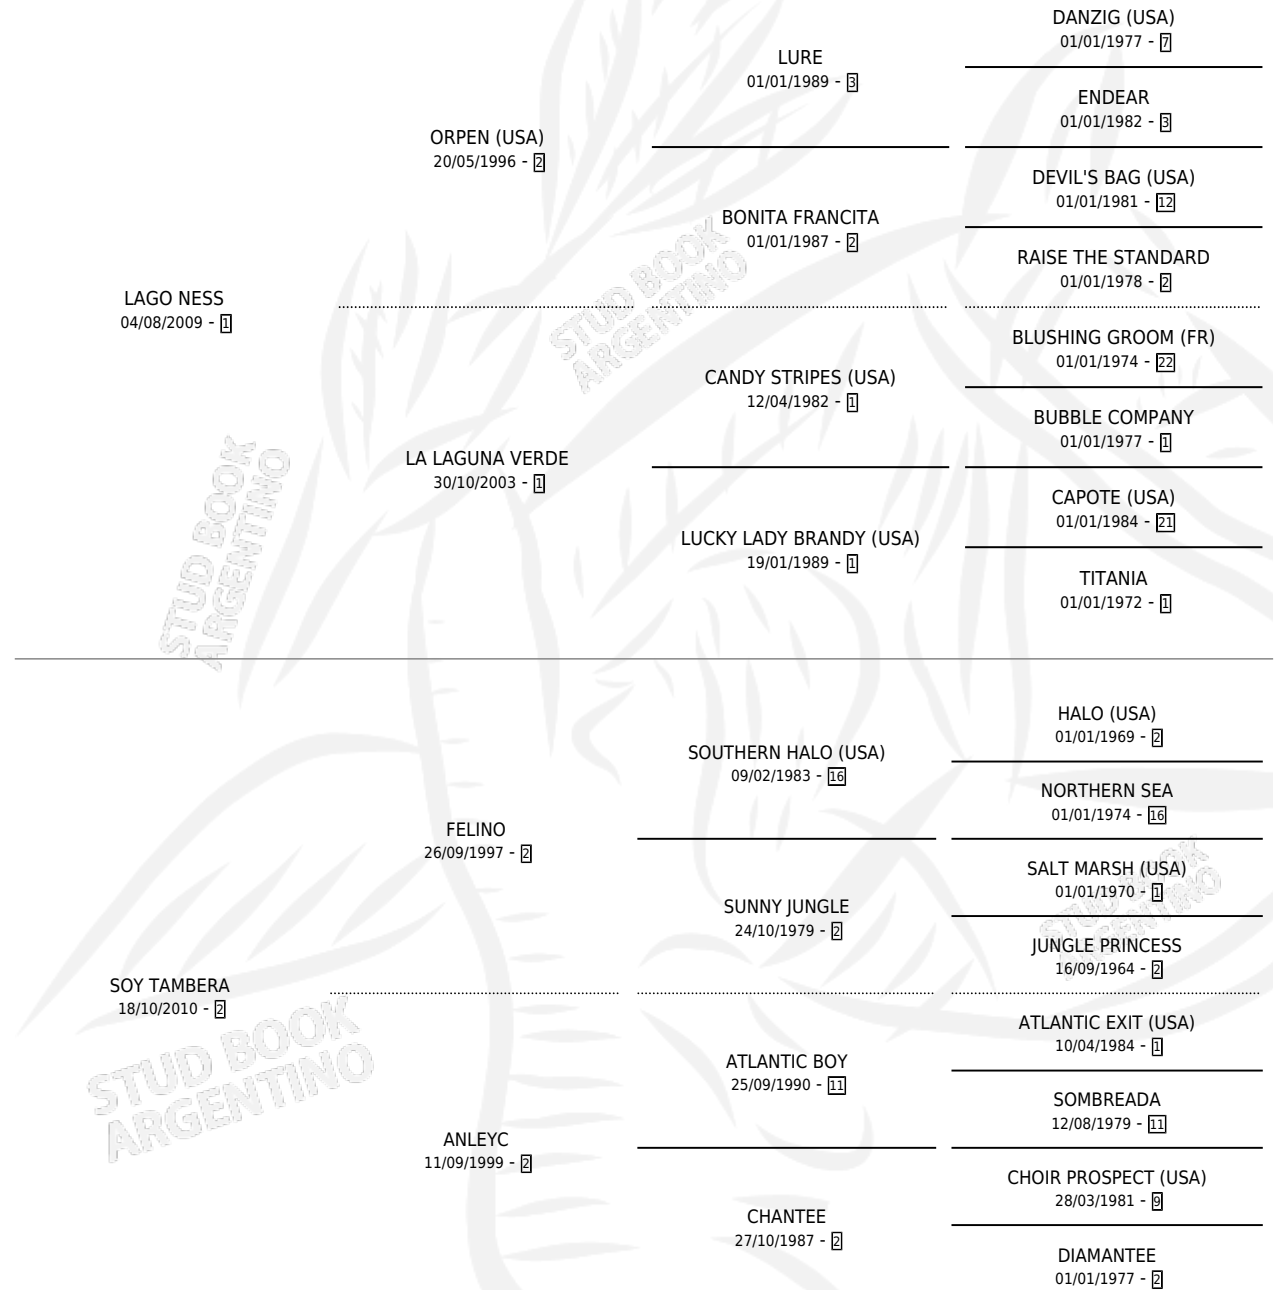 DANZIG (USA)
01/01/1977 - 7
LURE
01/01/1989 - 3
ENDEAR
01/01/1982 - 3
ORPEN (USA)
20/05/1996 - 2
DEVIL'S BAG (USA)
01/01/1981 - 12
BONITA FRANCITA
01/01/1987 - 2
RAISE THE STANDARD
01/01/1978 - 2
LAGO NESS
04/08/2009 - 1
BLUSHING GROOM (FR)
01/01/1974 - 22
CANDY STRIPES (USA)
12/04/1982 - 1
BUBBLE COMPANY
01/01/1977 - 1
LA LAGUNA VERDE
30/10/2003 - 1
CAPOTE (USA)
01/01/1984 - 21
LUCKY LADY BRANDY (USA)
19/01/1989 - 1
TITANIA
01/01/1972 - 1
HALO (USA)
01/01/1969 - 2
SOUTHERN HALO (USA)
09/02/1983 - 16
NORTHERN SEA
01/01/1974 - 16
FELINO
26/09/1997 - 2
SALT MARSH (USA)
01/01/1970 - 1
SUNNY JUNGLE
24/10/1979 - 2
JUNGLE PRINCESS
16/09/1964 - 2
SOY TAMBERA
18/10/2010 - 2
ATLANTIC EXIT (USA)
10/04/1984 - 1
ATLANTIC BOY
25/09/1990 - 11
SOMBREADA
12/08/1979 - 11
ANLEYC
11/09/1999 - 2
CHOIR PROSPECT (USA)
28/03/1981 - 9
CHANTEE
27/10/1987 - 2
DIAMANTEE
01/01/1977 - 2
STUD BOOK
ARGENTINO
STUD BOOK
ARGENTINO
STUD BOOK
ARGENTINO
STUD BOOK
ARGENTINO